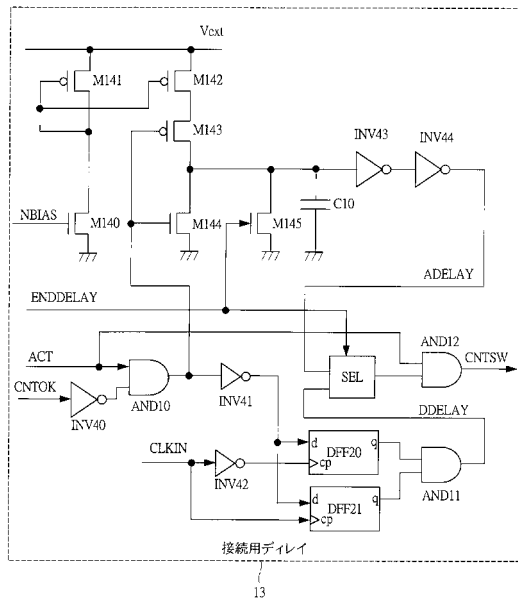 Vext
M141
M142
M143
INV43
INV44
C10
NBIAS
M140
M144
M145
ADELAY
ENDDELAY
ACT
AND12
CNTSW
SEL
CNTOK
AND10
INV41
INV40
DDELAY
CLKIN
d
q
DFF20
cp
INV42
AND11
d
q
DFF21
cp
接続用ディレイ
13